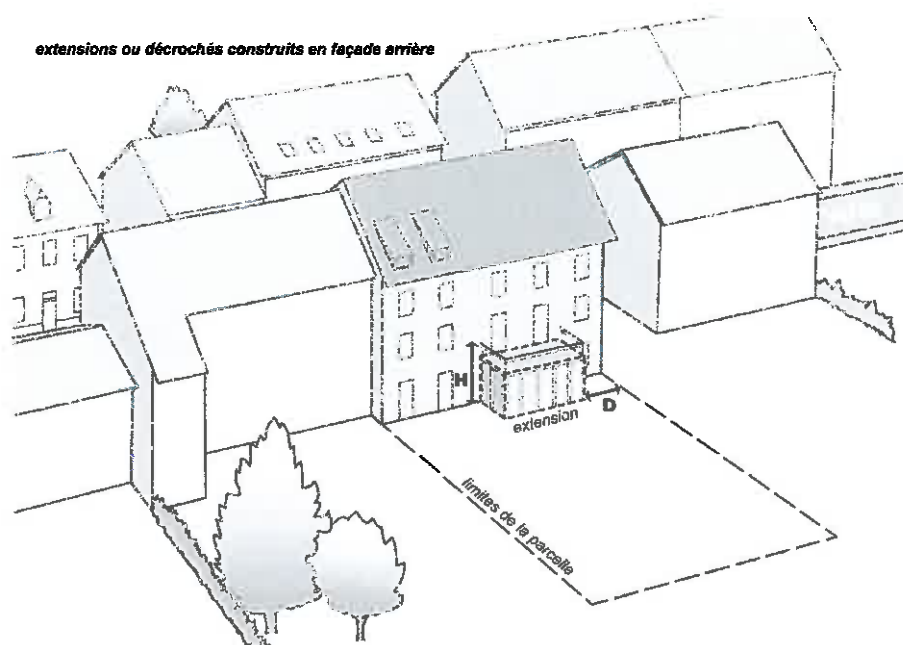 extensions ou décrochés construits en façade arrière
H
D
extension
limites de la parcelle